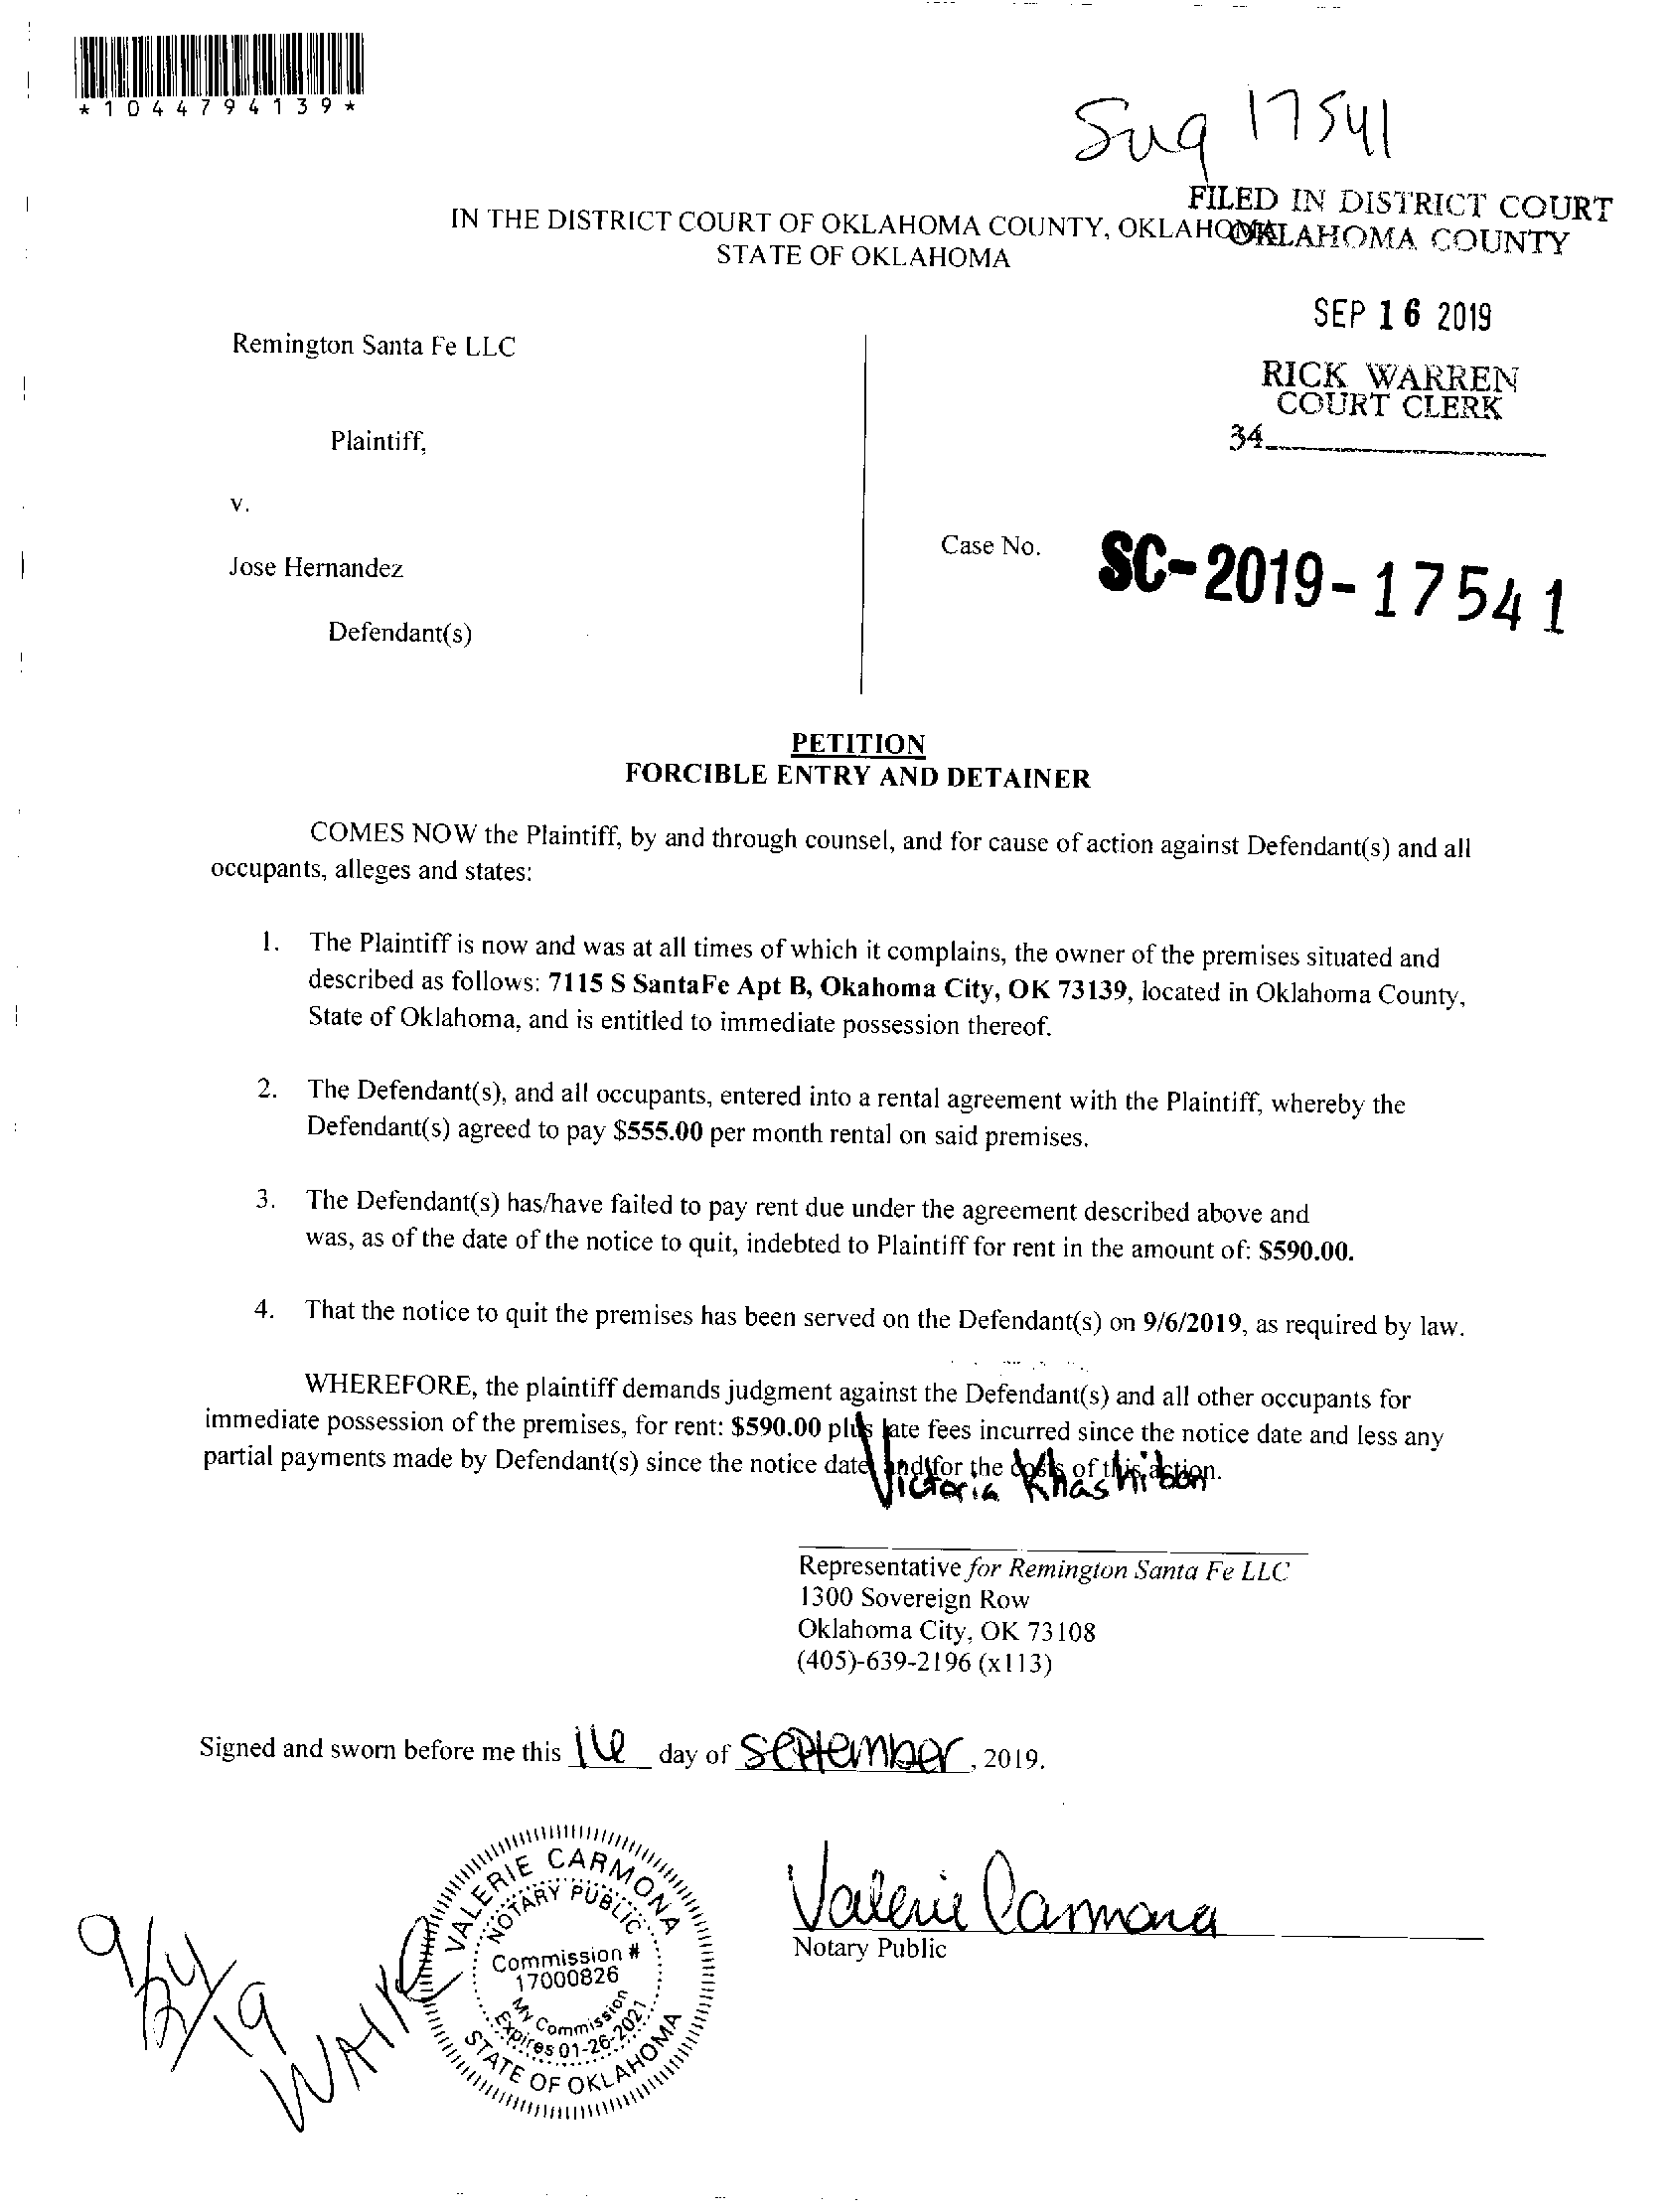 *1044794139*
17541
FILED IN DISTRICT COURT
OKLAHOMA COUNTY
IN THE DISTRICT COURT OF OKLAHOMA COUNTY, OKLAHOMA
STATE OF OKLAHOMA
SEP 16 2019
RICK WARREN
COURT CLERK
34
Remington Santa Fe LLC
Plaintiff,
v.
Case No. SC-2019-17541
Jose Hernandez
Defendant(s)
PETITION
FORCIBLE ENTRY AND DETAINER
COMES NOW the Plaintiff, by and through counsel, and for cause of action against Defendant(s) and all
occupants, alleges and states:
1. The Plaintiff is now and was at all times of which it complains, the owner of the premises situated and
described as follows: 7115 S SantaFe Apt B, Okahoma City, OK 73139, located in Oklahoma County,
State of Oklahoma, and is entitled to immediate possession thereof.
2. The Defendant(s), and all occupants, entered into a rental agreement with the Plaintiff, whereby the
Defendant(s) agreed to pay $555.00 per month rental on said premises.
3. The Defendant(s) has/have failed to pay rent due under the agreement described above and
was, as of the date of the notice to quit, indebted to Plaintiff for rent in the amount of: $590.00.
4. That the notice to quit the premises has been served on the Defendant(s) on 9/6/2019, as required by law.
WHEREFORE, the plaintiff demands judgment against the Defendant(s) and all other occupants for
immediate possession of the premises, for rent: $590.00 plus late fees incurred since the notice date and less any
partial payments made by Defendant(s) since the notice date and for the costs of this action.
Victoria Khashiban
Representative for Remington Santa Fe LLC
1300 Sovereign Row
Oklahoma City, OK 73108
(405)-639-2196 (x113)
Signed and sworn before me this 16 day of September, 2019.
Valerie Carmona
Notary Public
VALERIE CARMONA
NOTARY PUBLIC
Commission #
17000826
My Commission
Expires 01-26-2021
STATE OF OKLAHOMA
9/24/19